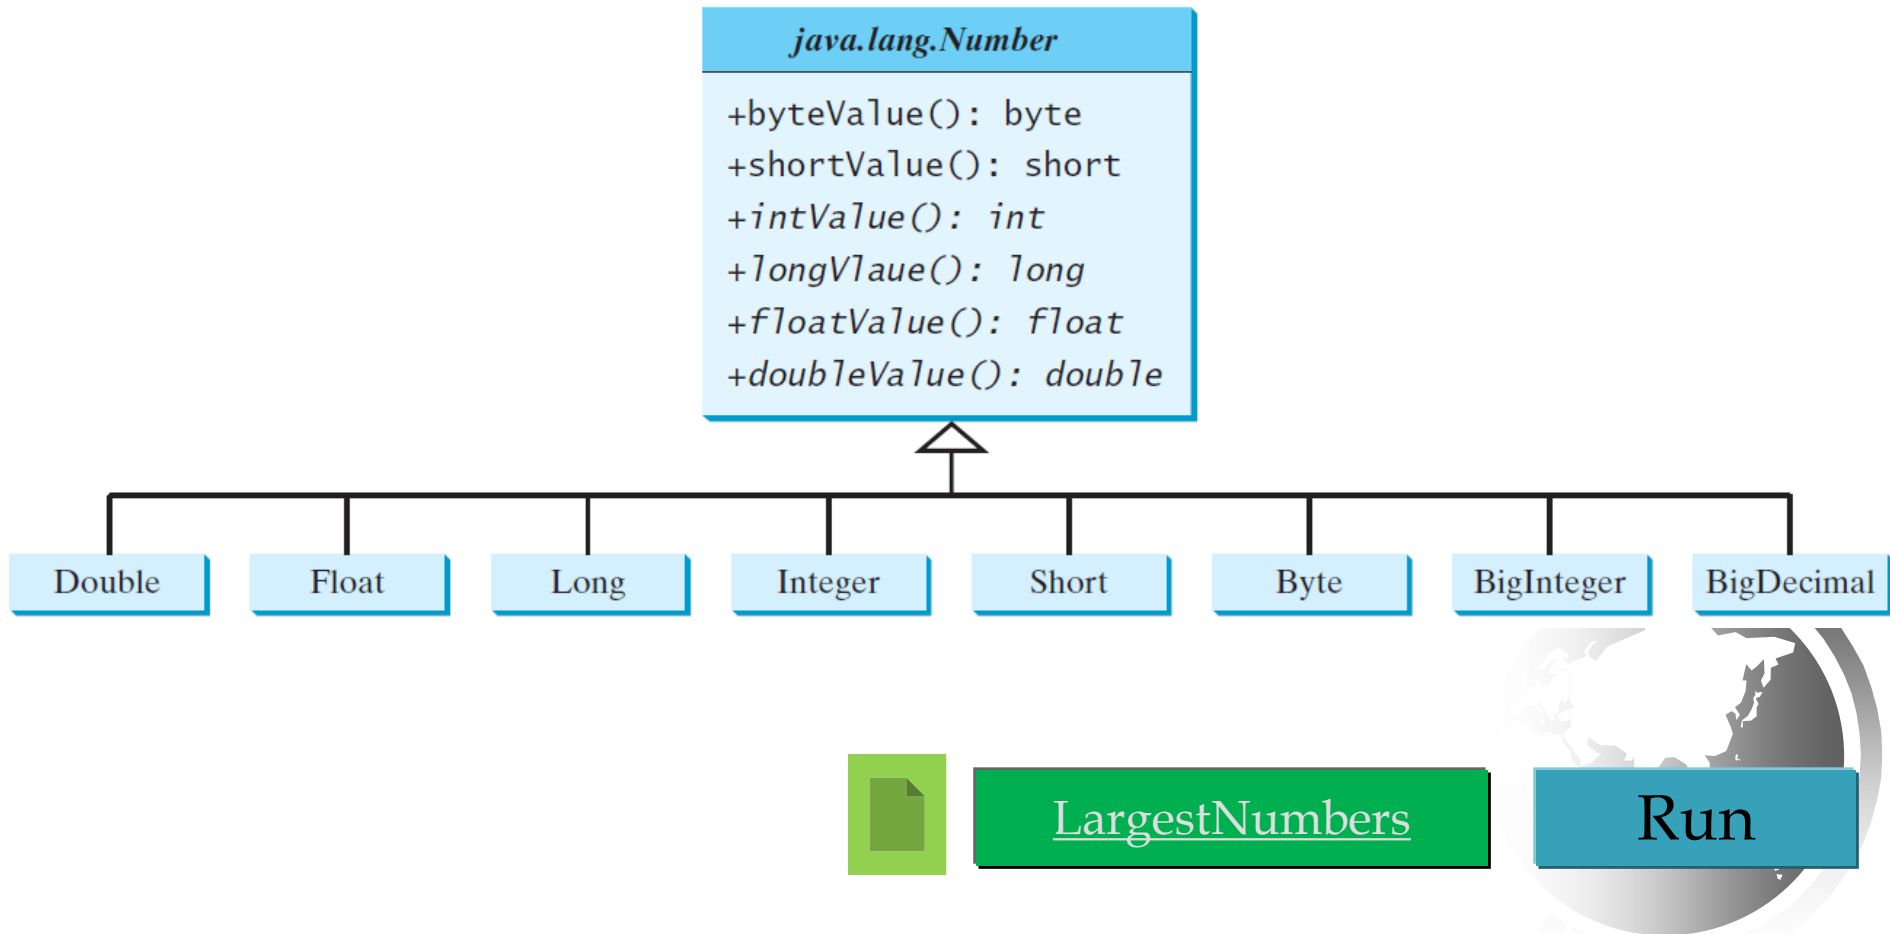 java.lang.Number
+byteValue(): byte
+shortValue(): short
+intValue(): int
+longVlaue(): long
+floatValue(): float
+doubleValue(): double
Double Float Long Integer Short Byte BigInteger BigDecimal
LargestNumbers Run